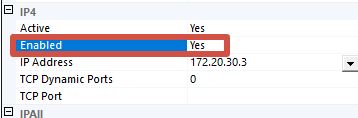 IP4
Active Yes
Enabled Yes
IP Address 172.20.30.3
TCP Dynamic Ports 0
TCP Port
IPAll